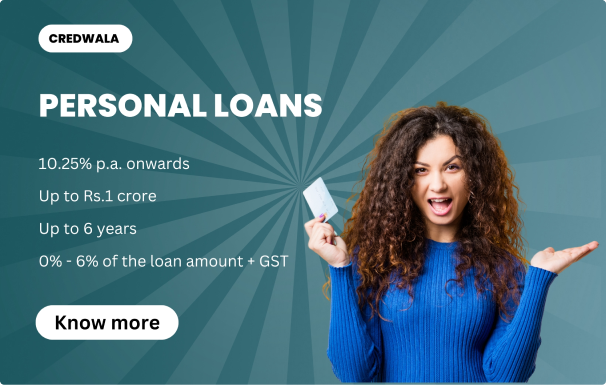 CREDWALA
PERSONAL LOANS
10.25% p.a. onwards
Up to Rs.1 crore
Up to 6 years
0% - 6% of the loan amount + GST
Know more